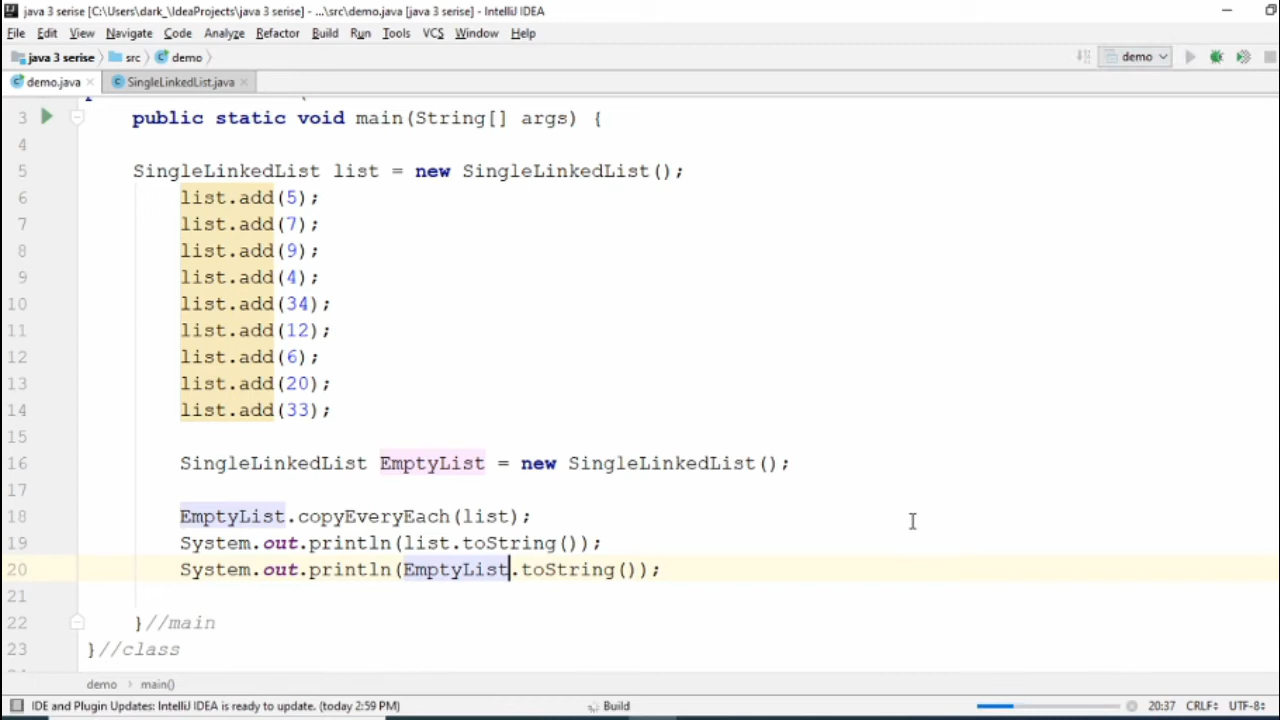 java 3 serise [C:\Users\dark_\IdeaProjects\java 3 serise] - ...\src\demo.java [java 3 serise] - IntelliJ IDEA
File Edit View Navigate Code Analyze Refactor Build Run Tools VCS Window Help
java 3 serise src demo demo
demo.java SingleLinkedList.java
3 public static void main(String[] args) {
4
5 SingleLinkedList list = new SingleLinkedList();
6 list.add(5);
7 list.add(7);
8 list.add(9);
9 list.add(4);
10 list.add(34);
11 list.add(12);
12 list.add(6);
13 list.add(20);
14 list.add(33);
15
16 SingleLinkedList EmptyList = new SingleLinkedList();
17
18 EmptyList.copyEveryEach(list);
19 System.out.println(list.toString());
20 System.out.println(EmptyList.toString());
21
22 }//main
23 }//class
demo main()
IDE and Plugin Updates: IntelliJ IDEA is ready to update. (today 2:59 PM) Build 20:37 CRLF UTF-8